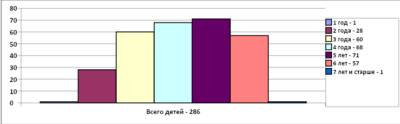 80
70
60
50
40
30
20
10
0
Всего детей - 286
1 год - 1
2 года - 28
3 года - 60
4 года - 68
5 лет - 71
6 лет - 57
7 лет и старше - 1